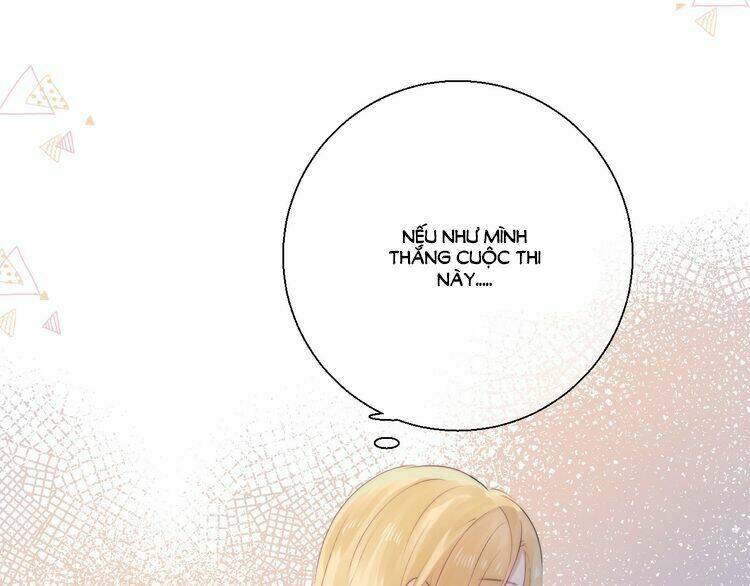 NẾU NHƯ MÌNH
THẮNG CUỘC THI
NÀY.....